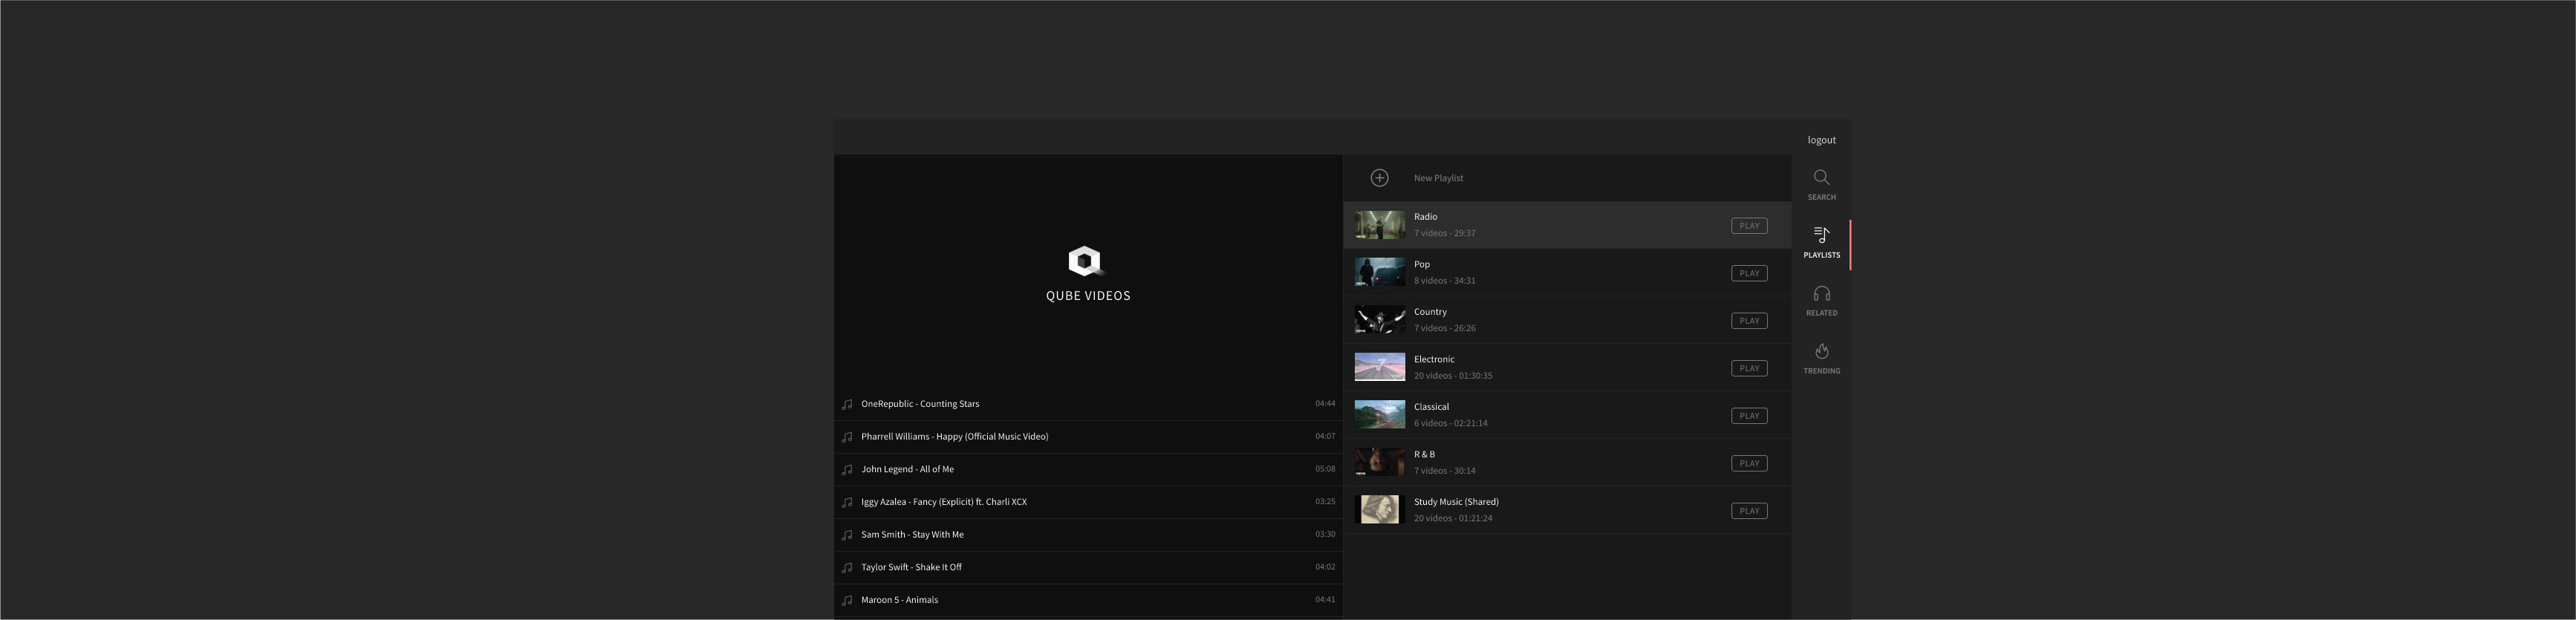 logout
QUBE VIDEOS
OneRepublic - Counting Stars 04:44
Pharrell Williams - Happy (Official Music Video) 04:07
John Legend - All of Me 05:08
Iggy Azalea - Fancy (Explicit) ft. Charli XCX 03:25
Sam Smith - Stay With Me 03:30
Taylor Swift - Shake It Off 04:02
Maroon 5 - Animals 04:41
New Playlist
Radio
7 videos - 29:37
PLAY
Pop
8 videos - 34:31
PLAY
Country
7 videos - 26:26
PLAY
Electronic
20 videos - 01:30:35
PLAY
Classical
6 videos - 02:21:14
PLAY
R & B
7 videos - 30:14
PLAY
Study Music (Shared)
20 videos - 01:21:24
PLAY
SEARCH
PLAYLISTS
RELATED
TRENDING